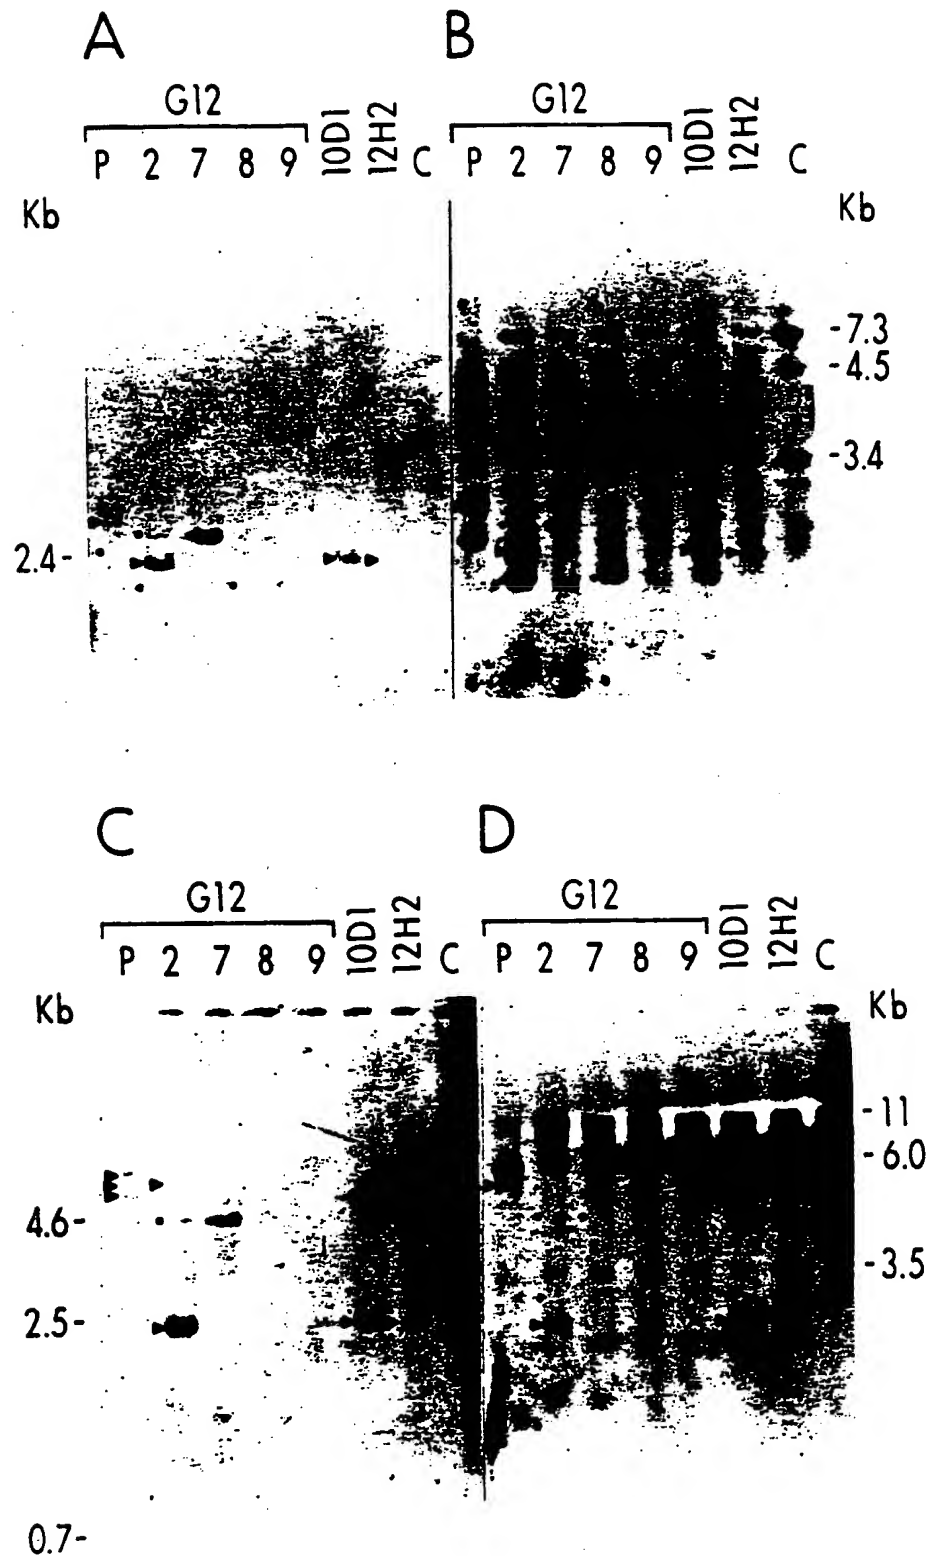 A B
G12 G12
P 2 7 8 9 10D1 12H2 C P 2 7 8 9 10D1 12H2 C
Kb Kb
-7.3
-4.5
-3.4
2.4-
C D
G12 G12
P 2 7 8 9 10D1 12H2 C P 2 7 8 9 10D1 12H2 C
Kb Kb
-11
-6.0
4.6-
-3.5
2.5-
0.7-